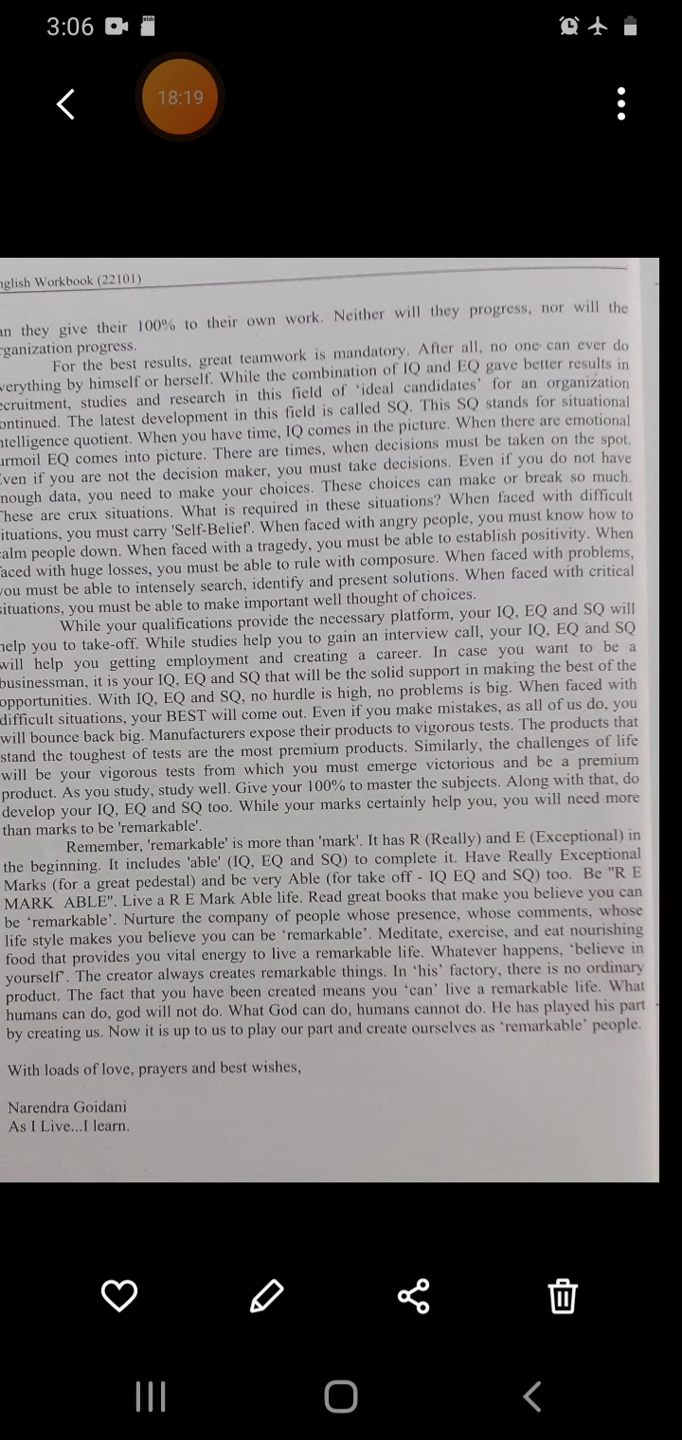 3:06
18:19
nglish Workbook (22101)
an they give their 100% to their own work. Neither will they progress, nor will the
rganization progress.
For the best results, great teamwork is mandatory. After all, no one can ever do
verything by himself or herself. While the combination of IQ and EQ gave better results in
ecruitment, studies and research in this field of 'ideal candidates' for an organization
ontinued. The latest development in this field is called SQ. This SQ stands for situational
ntelligence quotient. When you have time, IQ comes in the picture. When there are emotional
urmoil EQ comes into picture. There are times, when decisions must be taken on the spot.
Even if you are not the decision maker, you must take decisions. Even if you do not have
nough data, you need to make your choices. These choices can make or break so much.
These are crux situations. What is required in these situations? When faced with difficult
ituations, you must carry 'Self-Belief'. When faced with angry people, you must know how to
calm people down. When faced with a tragedy, you must be able to establish positivity. When
faced with huge losses, you must be able to rule with composure. When faced with problems,
you must be able to intensely search, identify and present solutions. When faced with critical
situations, you must be able to make important well thought of choices.
While your qualifications provide the necessary platform, your IQ, EQ and SQ will
help you to take-off. While studies help you to gain an interview call, your IQ, EQ and SQ
will help you getting employment and creating a career. In case you want to be a
businessman, it is your IQ, EQ and SQ that will be the solid support in making the best of the
opportunities. With IQ, EQ and SQ, no hurdle is high, no problems is big. When faced with
difficult situations, your BEST will come out. Even if you make mistakes, as all of us do, you
will bounce back big. Manufacturers expose their products to vigorous tests. The products that
stand the toughest of tests are the most premium products. Similarly, the challenges of life
will be your vigorous tests from which you must emerge victorious and be a premium
product. As you study, study well. Give your 100% to master the subjects. Along with that, do
develop your IQ, EQ and SQ too. While your marks certainly help you, you will need more
than marks to be 'remarkable'.
Remember, 'remarkable' is more than 'mark'. It has R (Really) and E (Exceptional) in
the beginning. It includes 'able' (IQ, EQ and SQ) to complete it. Have Really Exceptional
Marks (for a great pedestal) and be very Able (for take off - IQ EQ and SQ) too. Be "R E
MARK ABLE". Live a R E Mark Able life. Read great books that make you believe you can
be 'remarkable'. Nurture the company of people whose presence, whose comments, whose
life style makes you believe you can be 'remarkable'. Meditate, exercise, and eat nourishing
food that provides you vital energy to live a remarkable life. Whatever happens, 'believe in
yourself'. The creator always creates remarkable things. In 'his' factory, there is no ordinary
product. The fact that you have been created means you 'can' live a remarkable life. What
humans can do, god will not do. What God can do, humans cannot do. He has played his part
by creating us. Now it is up to us to play our part and create ourselves as 'remarkable' people.
With loads of love, prayers and best wishes,
Narendra Goidani
As I Live...I learn.